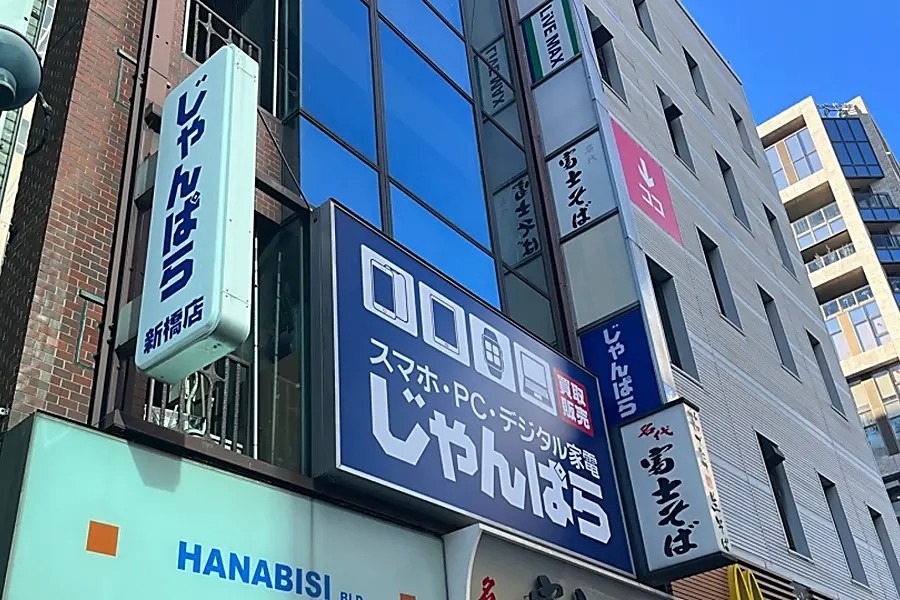 じゃんぱら
新橋店
スマホ・PC・デジタル家電
買取
販売
じゃんぱら
LIVE MAX
名代
富士そば
ココ
じゃんぱら
名代
富士そば
HANABISI BLD
名